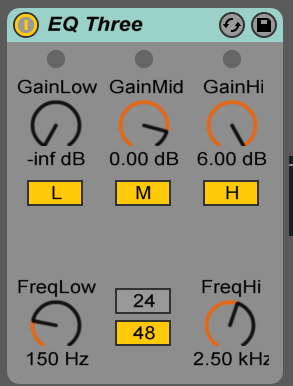 EQ Three
GainLow GainMid GainHi
-inf dB 0.00 dB 6.00 dB
L M H
FreqLow FreqHi
24
48
150 Hz 2.50 kHz